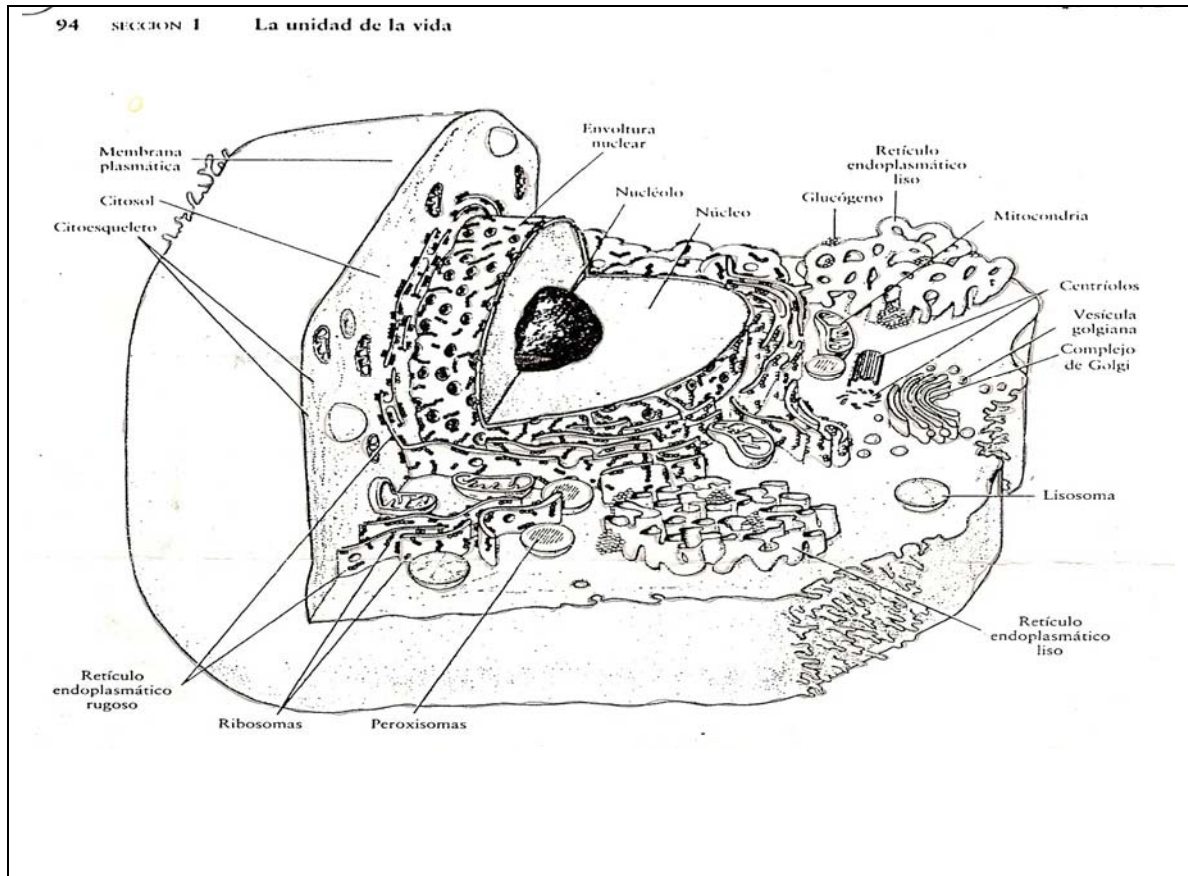 94 SECCION 1 La unidad de la vida
Envoltura
nuclear
Membrana
plasmática
Retículo
endoplasmático
liso
Nucléolo
Glucógeno
Citosol
Núcleo
Mitocondria
Citoesqueleto
Centríolos
Vesícula
golgiana
Complejo
de Golgi
Lisosoma
Retículo
endoplasmático
liso
Retículo
endoplasmático
rugoso
Ribosomas
Peroxisomas